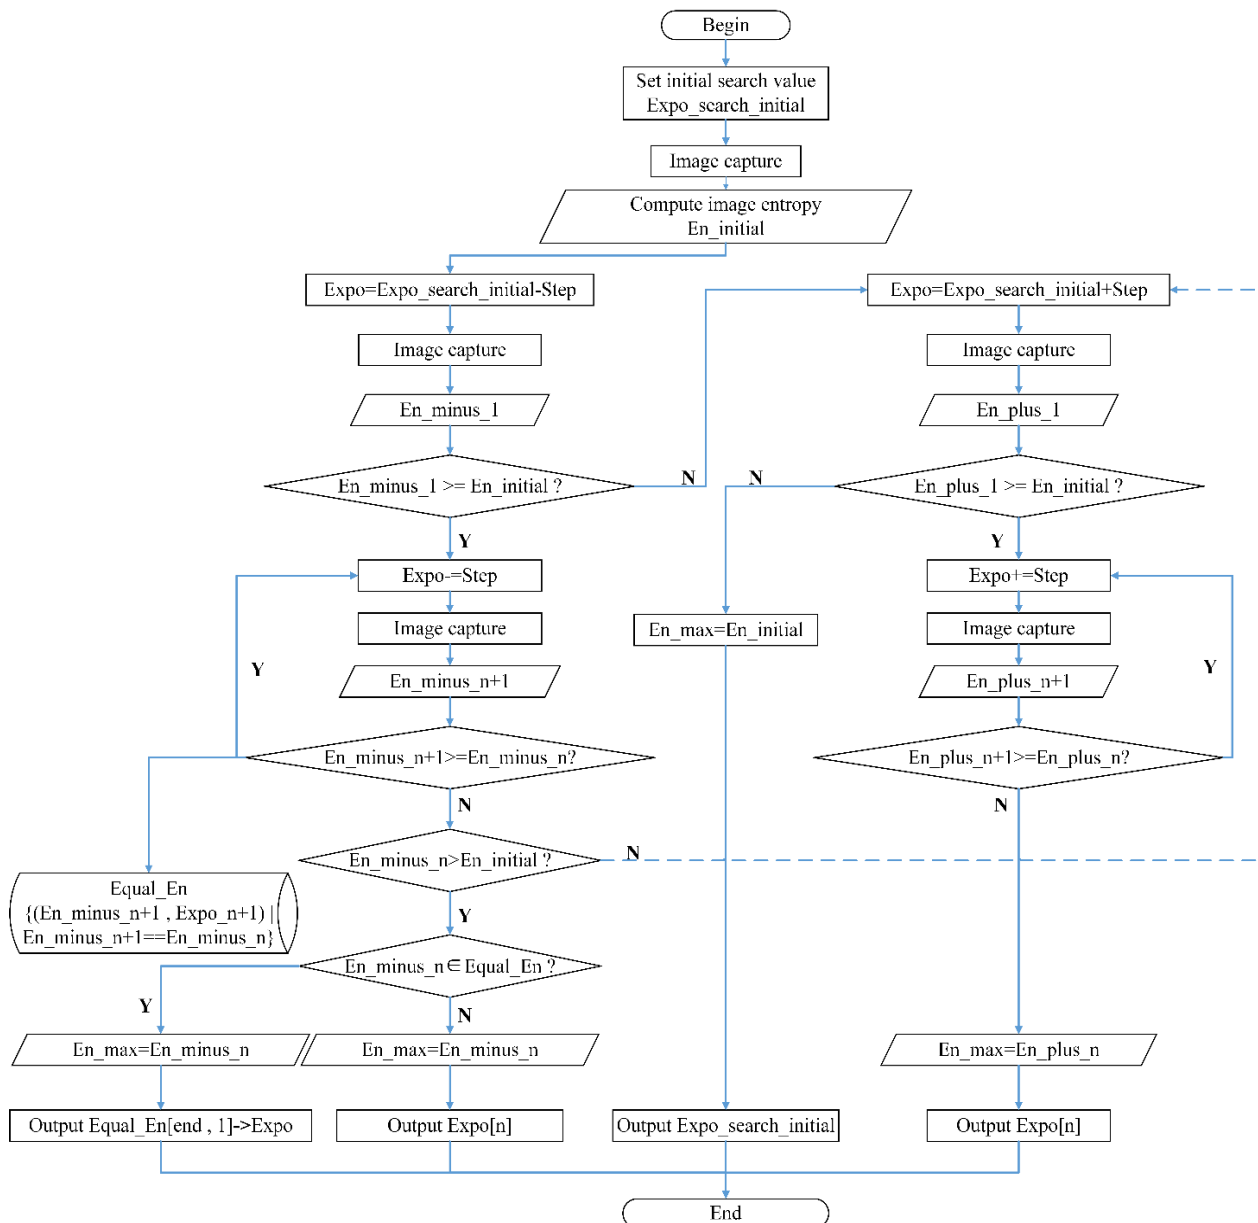 Begin
Set initial search value
Expo_search_initial
Image capture
Compute image entropy
En_initial
Expo=Expo_search_initial-Step
Expo=Expo_search_initial+Step
Image capture
Image capture
En_minus_1
En_plus_1
En_minus_1 >= En_initial ?
N
N
En_plus_1 >= En_initial ?
Y
Y
Expo-=Step
Expo+=Step
Image capture
En_max=En_initial
Image capture
Y
En_minus_n+1
En_plus_n+1
Y
En_minus_n+1>=En_minus_n?
En_plus_n+1>=En_plus_n?
N
N
En_minus_n>En_initial ?
N
Equal_En
{(En_minus_n+1 , Expo_n+1) |
En_minus_n+1==En_minus_n}
Y
En_minus_n∈Equal_En ?
Y
N
En_max=En_minus_n
En_max=En_minus_n
En_max=En_plus_n
Output Equal_En[end , 1]->Expo
Output Expo[n]
Output Expo_search_initial
Output Expo[n]
End